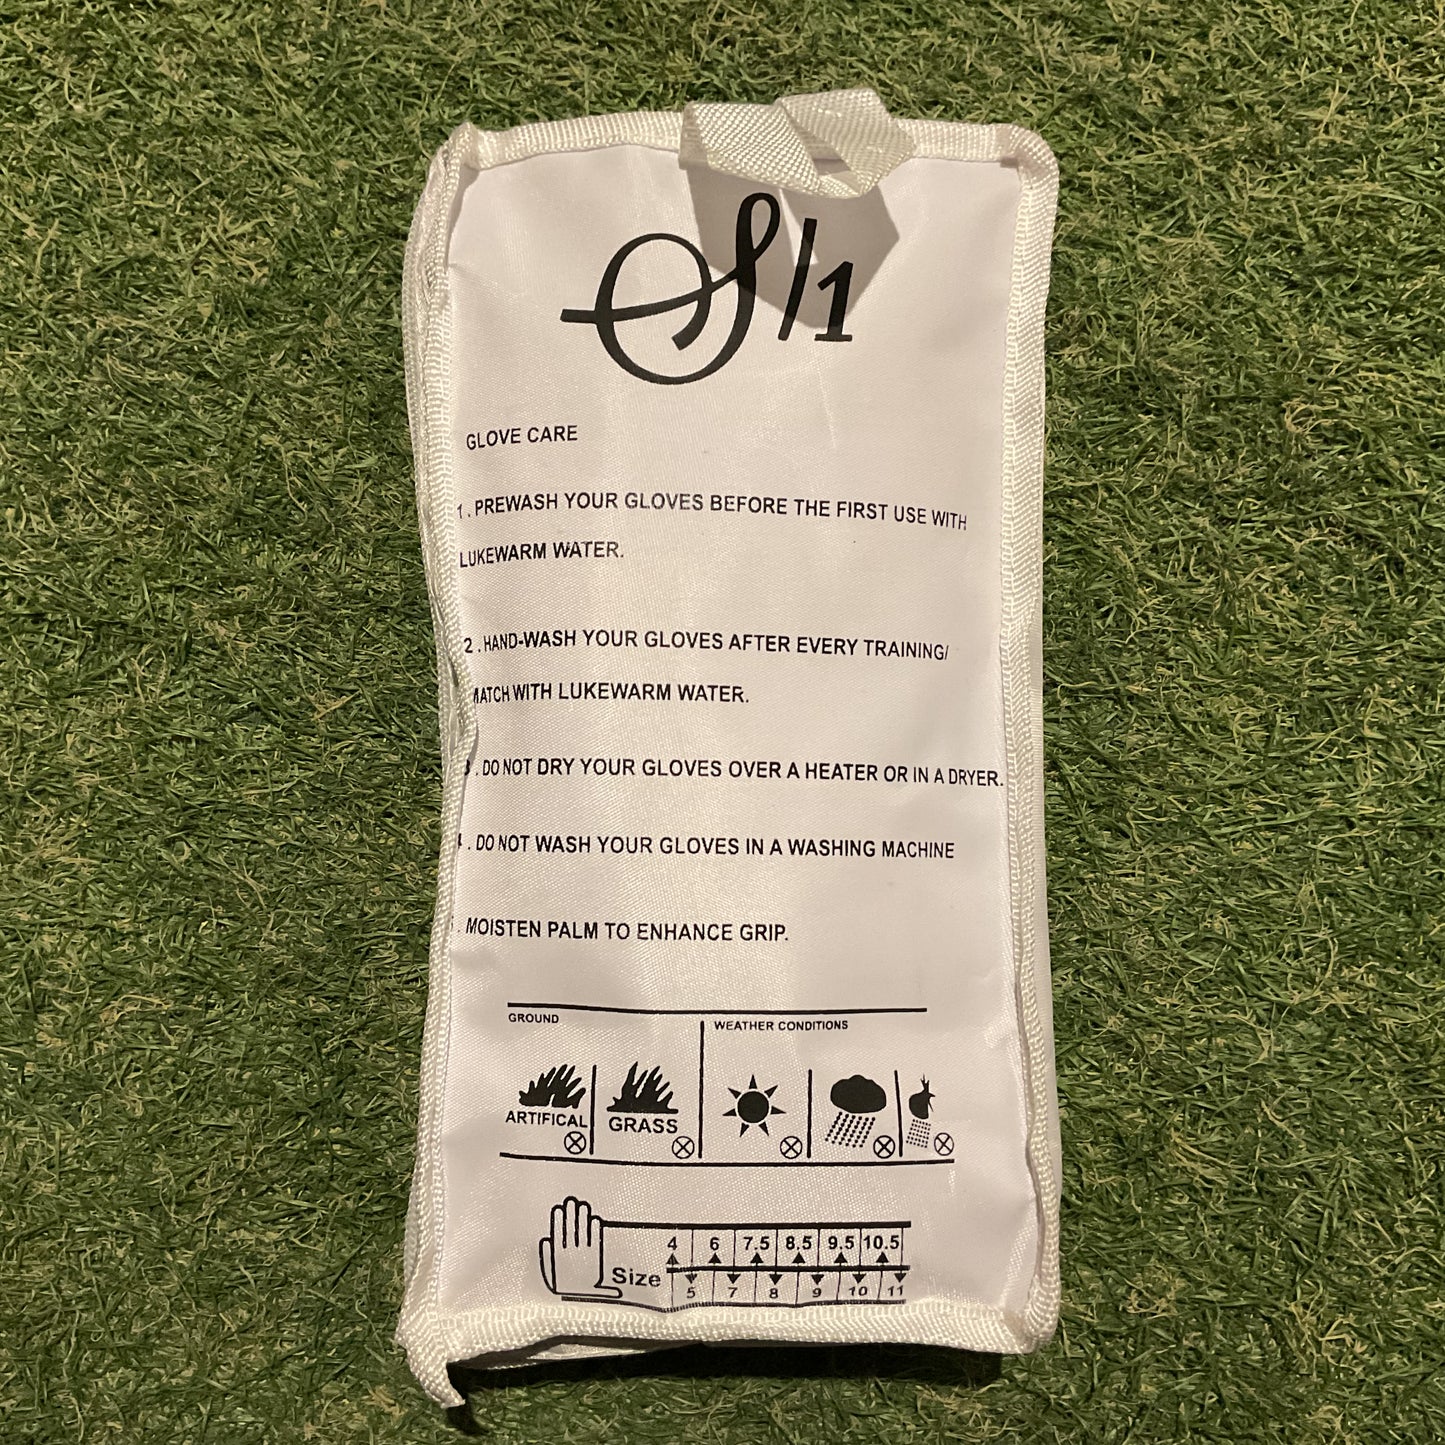 S/1
GLOVE CARE
1. PREWASH YOUR GLOVES BEFORE THE FIRST USE WITH
LUKEWARM WATER.
2. HAND-WASH YOUR GLOVES AFTER EVERY TRAINING/
MATCH WITH LUKEWARM WATER.
3. DO NOT DRY YOUR GLOVES OVER A HEATER OR IN A DRYER.
4. DO NOT WASH YOUR GLOVES IN A WASHING MACHINE
. MOISTEN PALM TO ENHANCE GRIP.
GROUND WEATHER CONDITIONS
ARTIFICAL GRASS
4 6 7.5 8.5 9.5 10.5
Size
5 7 8 9 10 11